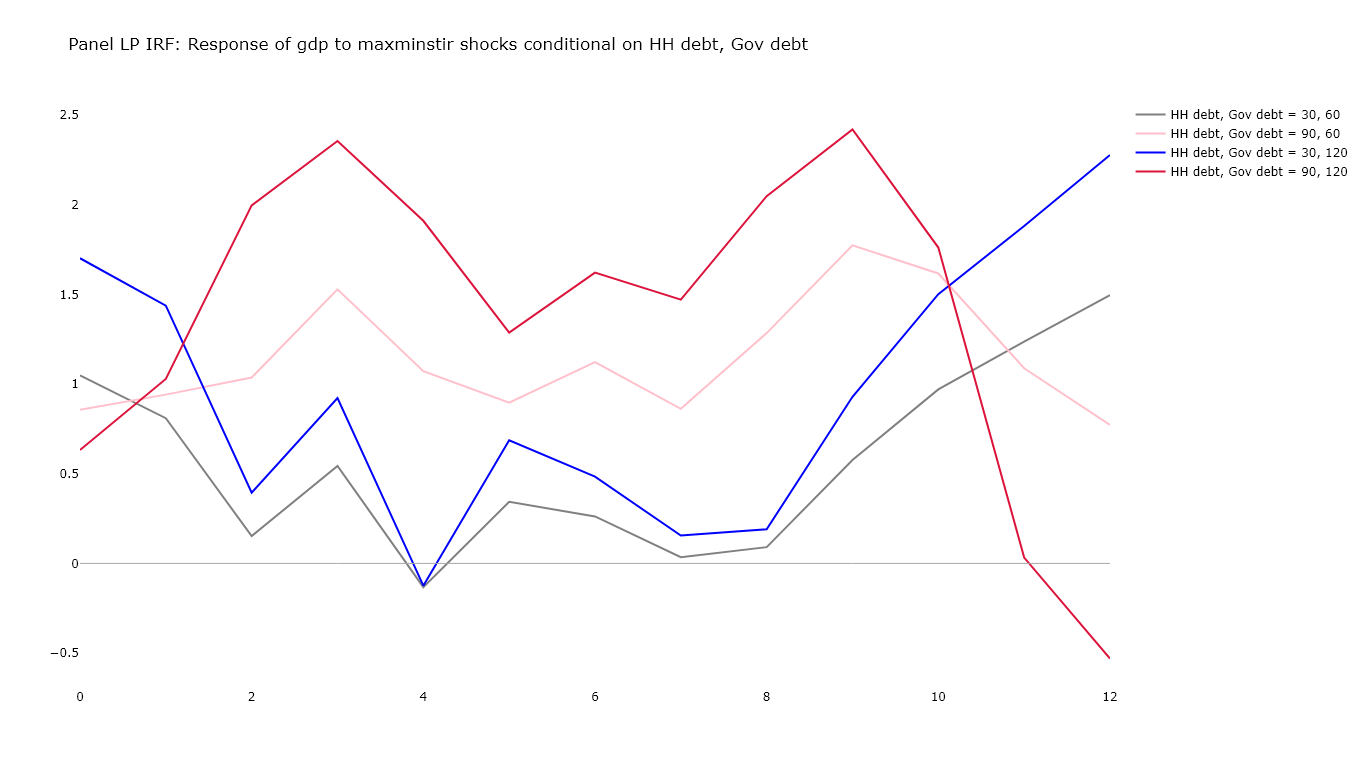 Panel LP IRF: Response of gdp to maxminstir shocks conditional on HH debt, Gov debt
2.5
2
1.5
1
0.5
0
−0.5
0 2 4 6 8 10 12
HH debt, Gov debt = 30, 60
HH debt, Gov debt = 90, 60
HH debt, Gov debt = 30, 120
HH debt, Gov debt = 90, 120